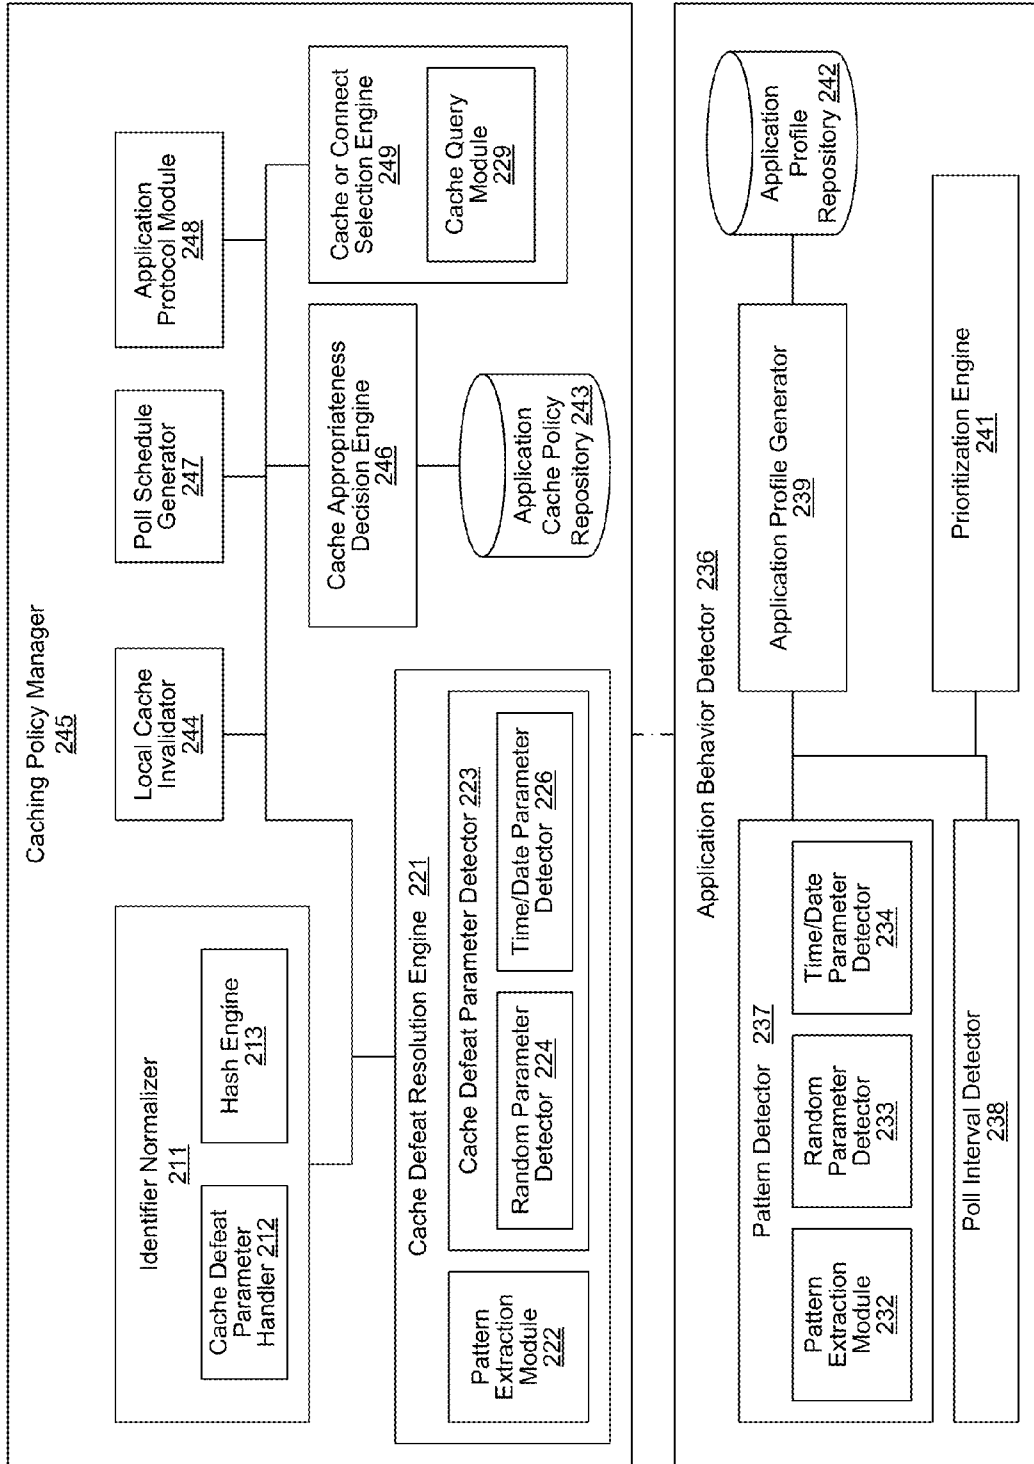 Caching Policy Manager
245
Identifier Normalizer
211
Cache Defeat
Parameter
Handler 212
Hash Engine
213
Local Cache
Invalidator
244
Poll Schedule
Generator
247
Application
Protocol Module
248
Cache Defeat Resolution Engine 221
Pattern
Extraction
Module
222
Cache Defeat Parameter Detector 223
Random Parameter
Detector 224
Time/Date Parameter
Detector 226
Cache Appropriateness
Decision Engine
246
Application
Cache Policy
Repository 243
Cache or Connect
Selection Engine
249
Cache Query
Module
229
Application Behavior Detector 236
Pattern Detector 237
Pattern
Extraction
Module
232
Random
Parameter
Detector
233
Time/Date
Parameter
Detector
234
Poll Interval Detector
238
Application Profile Generator
239
Application
Profile
Repository 242
Prioritization Engine
241